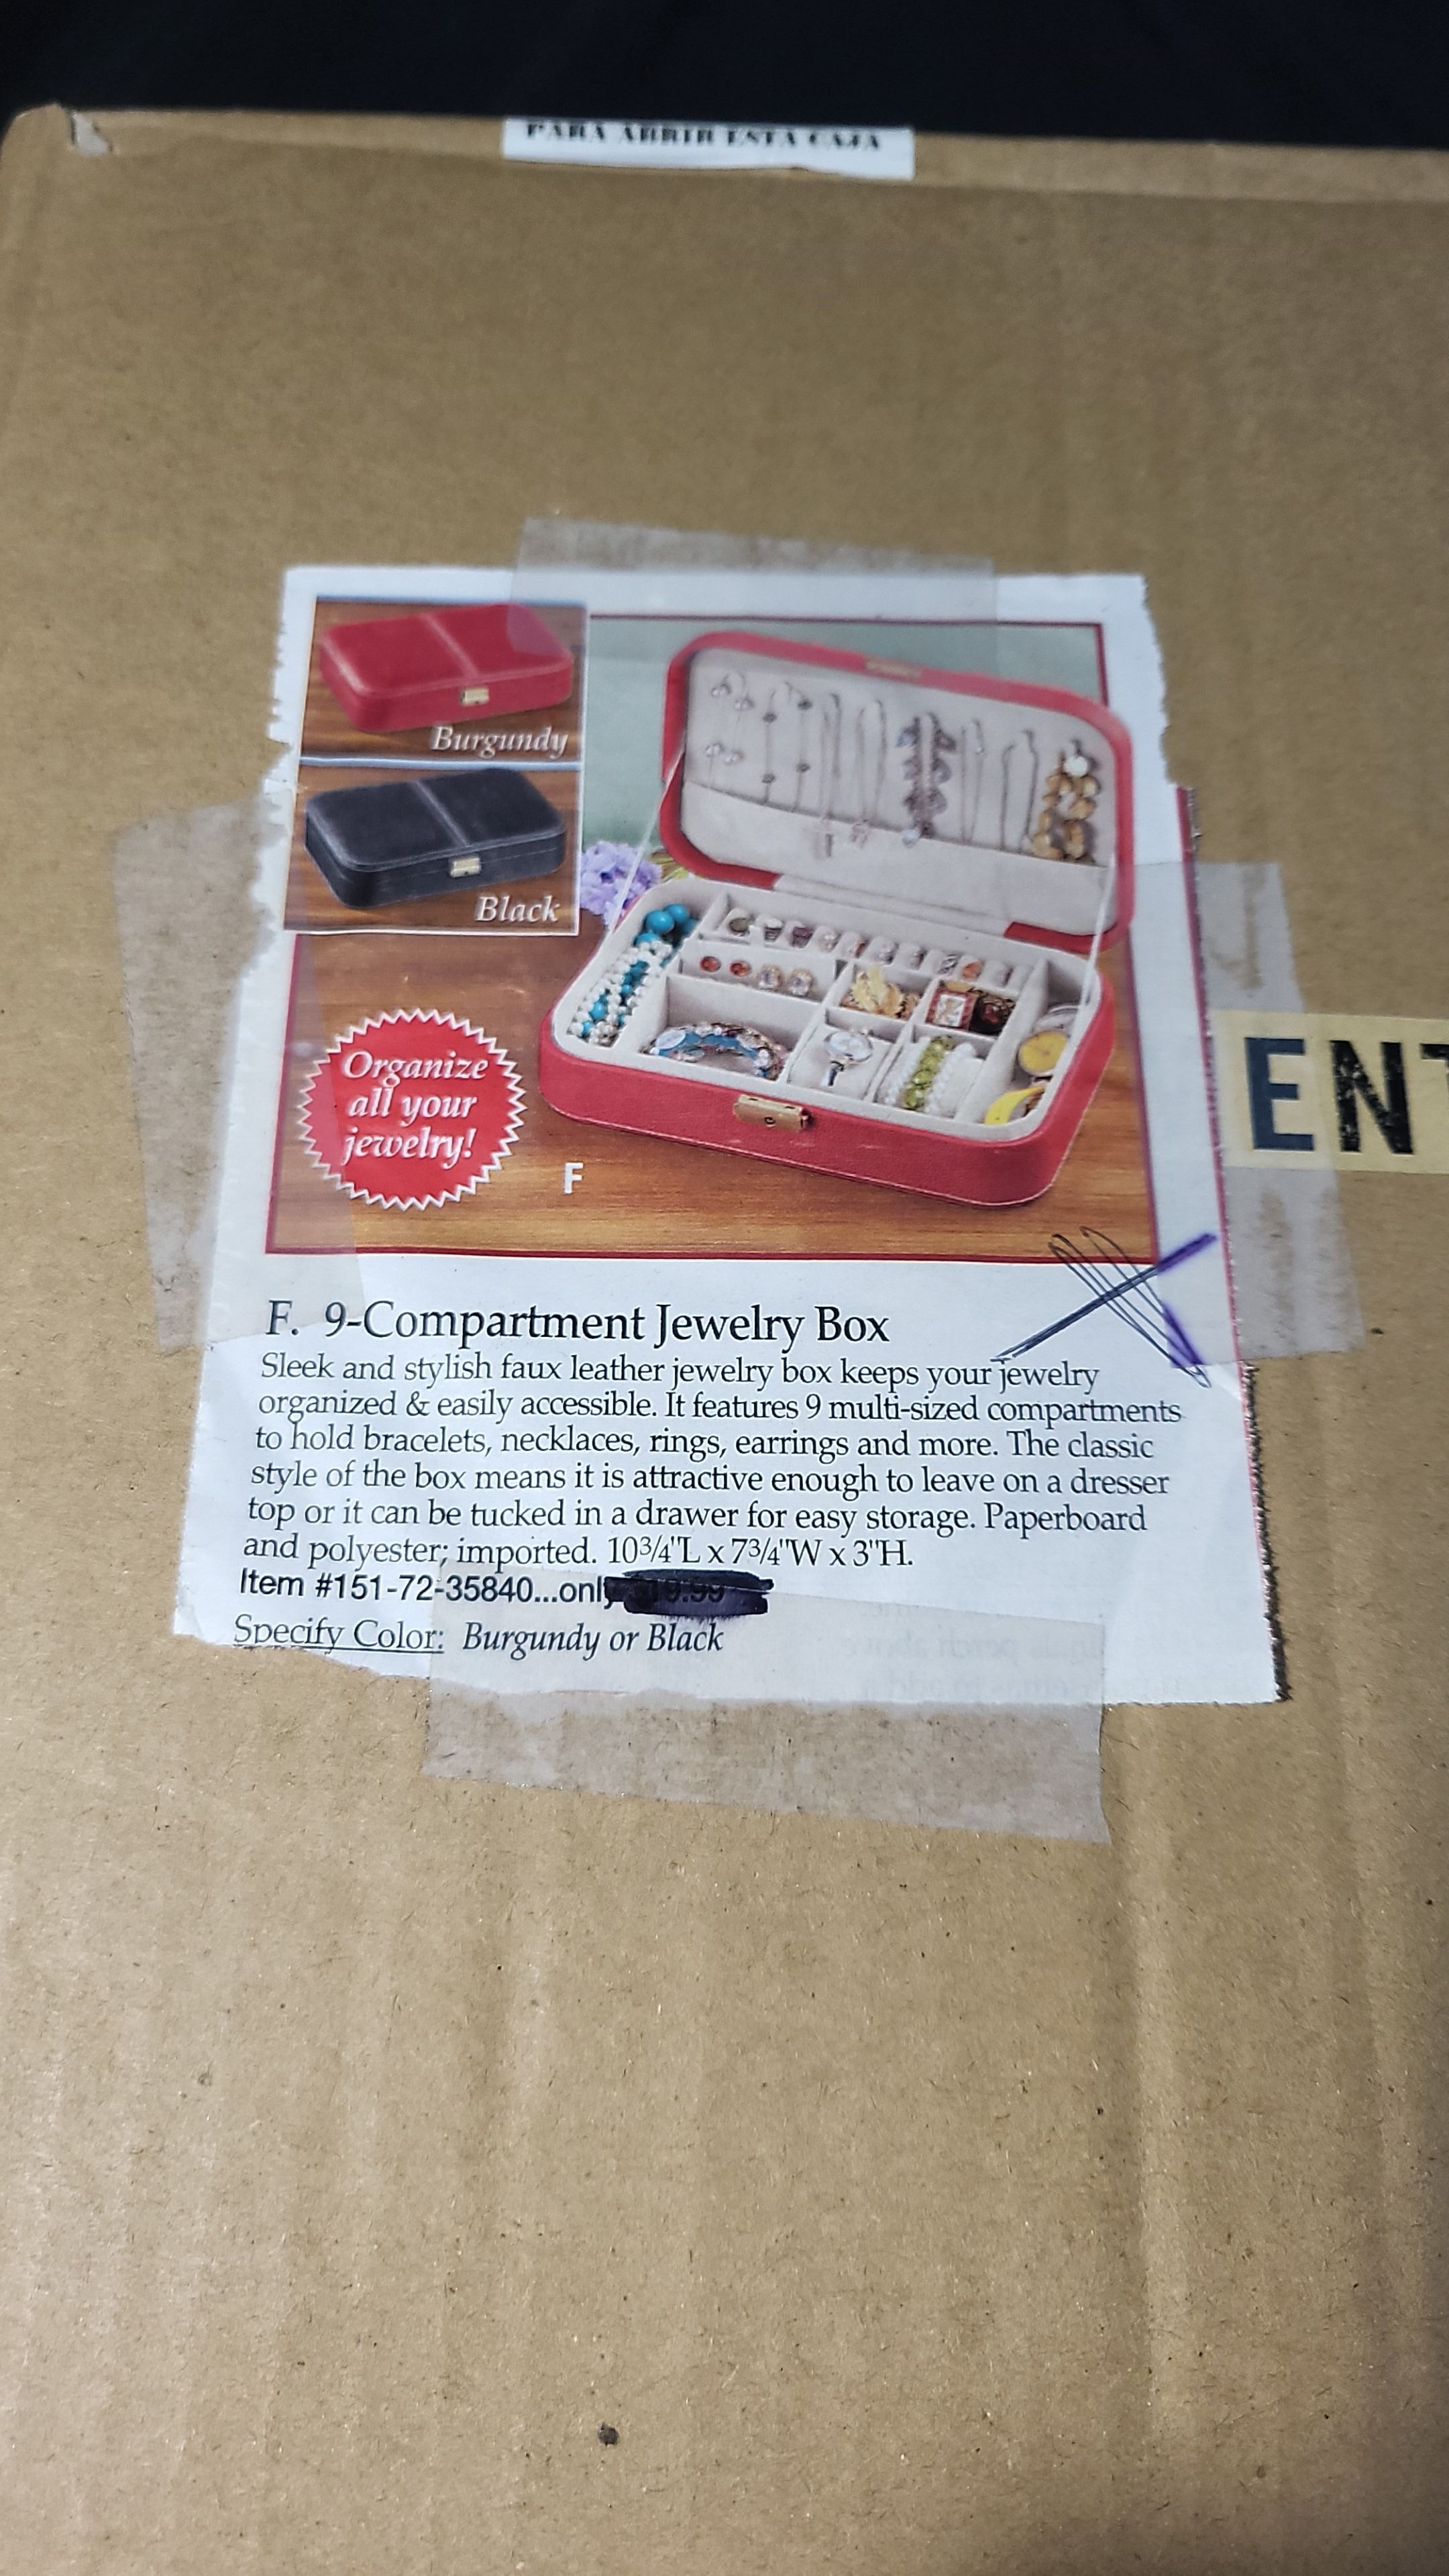 PARA ABRIR ESTA CAJA
Burgundy
Black
Organize
all your
jewelry!
F
ENT
F. 9-Compartment Jewelry Box
Sleek and stylish faux leather jewelry box keeps your jewelry
organized & easily accessible. It features 9 multi-sized compartments
to hold bracelets, necklaces, rings, earrings and more. The classic
style of the box means it is attractive enough to leave on a dresser
top or it can be tucked in a drawer for easy storage. Paperboard
and polyester; imported. 10¾"L x 7¾"W x 3"H.
Item #151-72-35840...only
Specify Color: Burgundy or Black